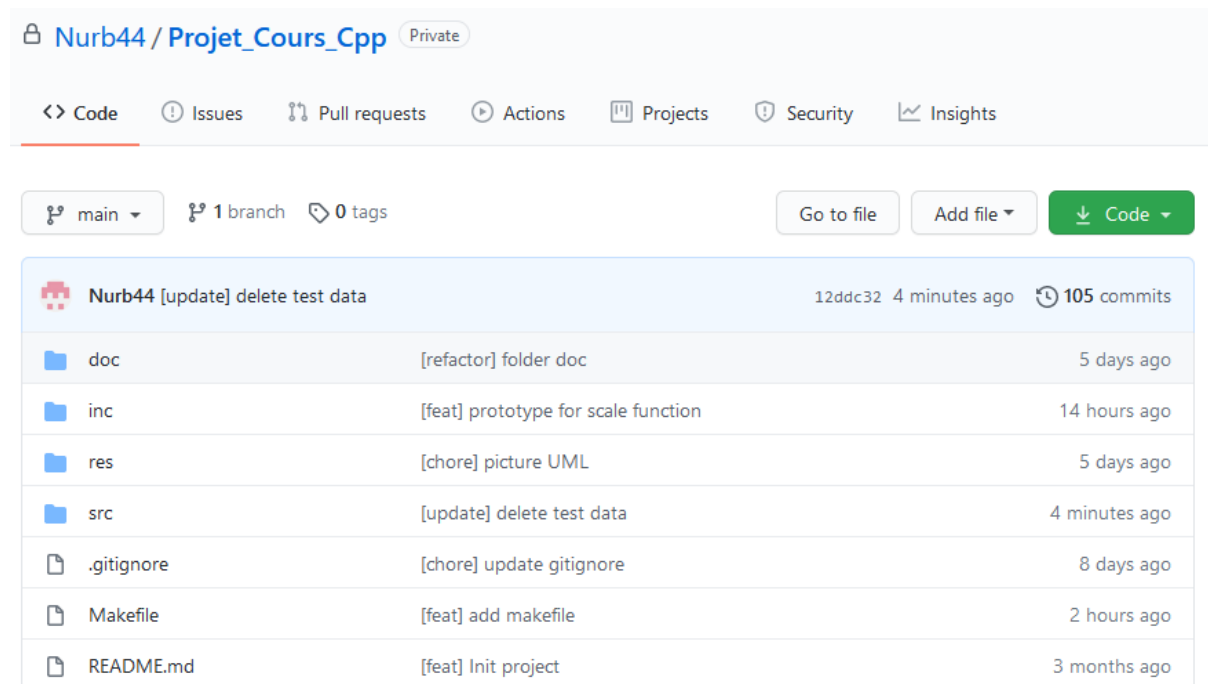 Nurb44 / Projet_Cours_Cpp Private
Code Issues Pull requests Actions Projects Security Insights
main 1 branch 0 tags Go to file Add file Code
Nurb44 [update] delete test data 12ddc32 4 minutes ago 105 commits
doc [refactor] folder doc 5 days ago
inc [feat] prototype for scale function 14 hours ago
res [chore] picture UML 5 days ago
src [update] delete test data 4 minutes ago
.gitignore [chore] update gitignore 8 days ago
Makefile [feat] add makefile 2 hours ago
README.md [feat] Init project 3 months ago